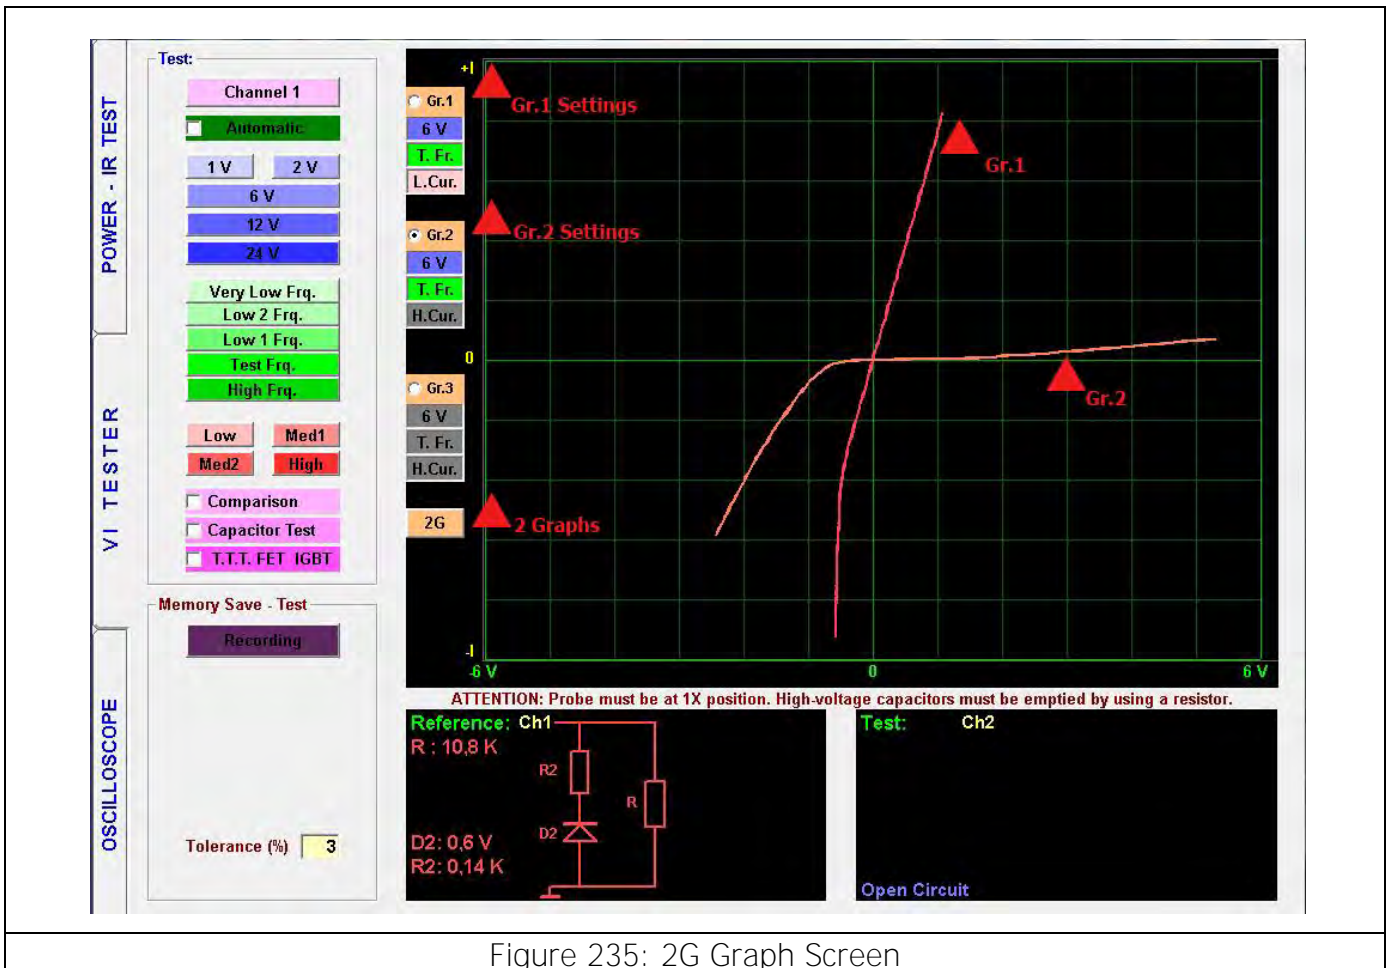 POWER - IR TEST
VI TESTER
OSCILLOSCOPE
Test:
Channel 1
Automatic
1 V
2 V
6 V
12 V
24 V
Very Low Frq.
Low 2 Frq.
Low 1 Frq.
Test Frq.
High Frq.
Low
Med1
Med2
High
Comparison
Capacitor Test
T.T.T. FET IGBT
Memory Save - Test
Recording
Tolerance (%) 3
+I
Gr.1
6 V
T. Fr.
L.Cur.
Gr.1 Settings
Gr.1
Gr.2
6 V
T. Fr.
H.Cur.
Gr.2 Settings
0
Gr.2
Gr.3
6 V
T. Fr.
H.Cur.
2G
2 Graphs
-I
-6 V
0
6 V
ATTENTION: Probe must be at 1X position. High-voltage capacitors must be emptied by using a resistor.
Reference: Ch1
R : 10,8 K
R2
R
D2
D2: 0,6 V
R2: 0,14 K
Test: Ch2
Open Circuit
Figure 235: 2G Graph Screen